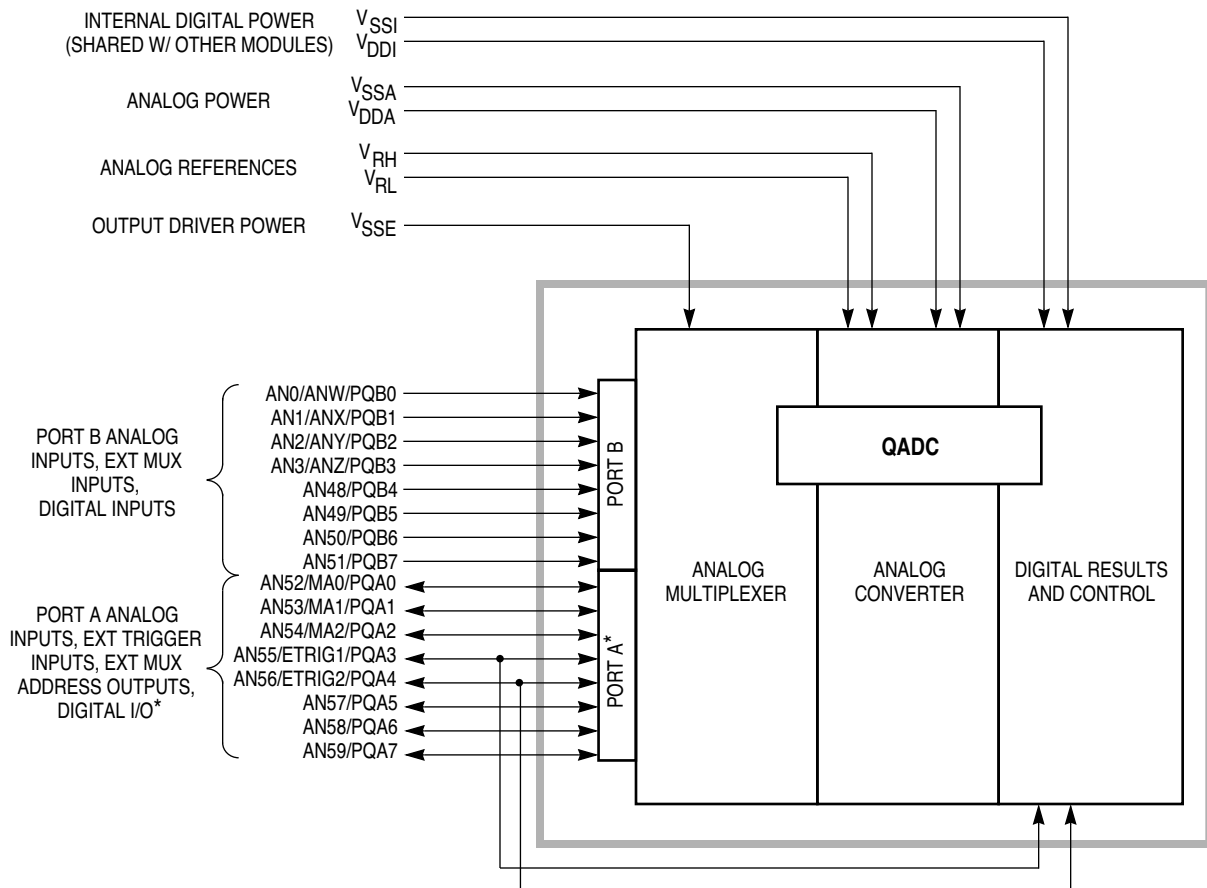 INTERNAL DIGITAL POWER
(SHARED W/ OTHER MODULES)
VSSI
VDDI
ANALOG POWER
VSSA
VDDA
ANALOG REFERENCES
VRH
VRL
OUTPUT DRIVER POWER
VSSE
PORT B ANALOG
INPUTS, EXT MUX
INPUTS,
DIGITAL INPUTS
AN0/ANW/PQB0
AN1/ANX/PQB1
AN2/ANY/PQB2
AN3/ANZ/PQB3
AN48/PQB4
AN49/PQB5
AN50/PQB6
AN51/PQB7
PORT A ANALOG
INPUTS, EXT TRIGGER
INPUTS, EXT MUX
ADDRESS OUTPUTS,
DIGITAL I/O*
AN52/MA0/PQA0
AN53/MA1/PQA1
AN54/MA2/PQA2
AN55/ETRIG1/PQA3
AN56/ETRIG2/PQA4
AN57/PQA5
AN58/PQA6
AN59/PQA7
PORT B
PORT A*
QADC
ANALOG
MULTIPLEXER
ANALOG
CONVERTER
DIGITAL RESULTS
AND CONTROL